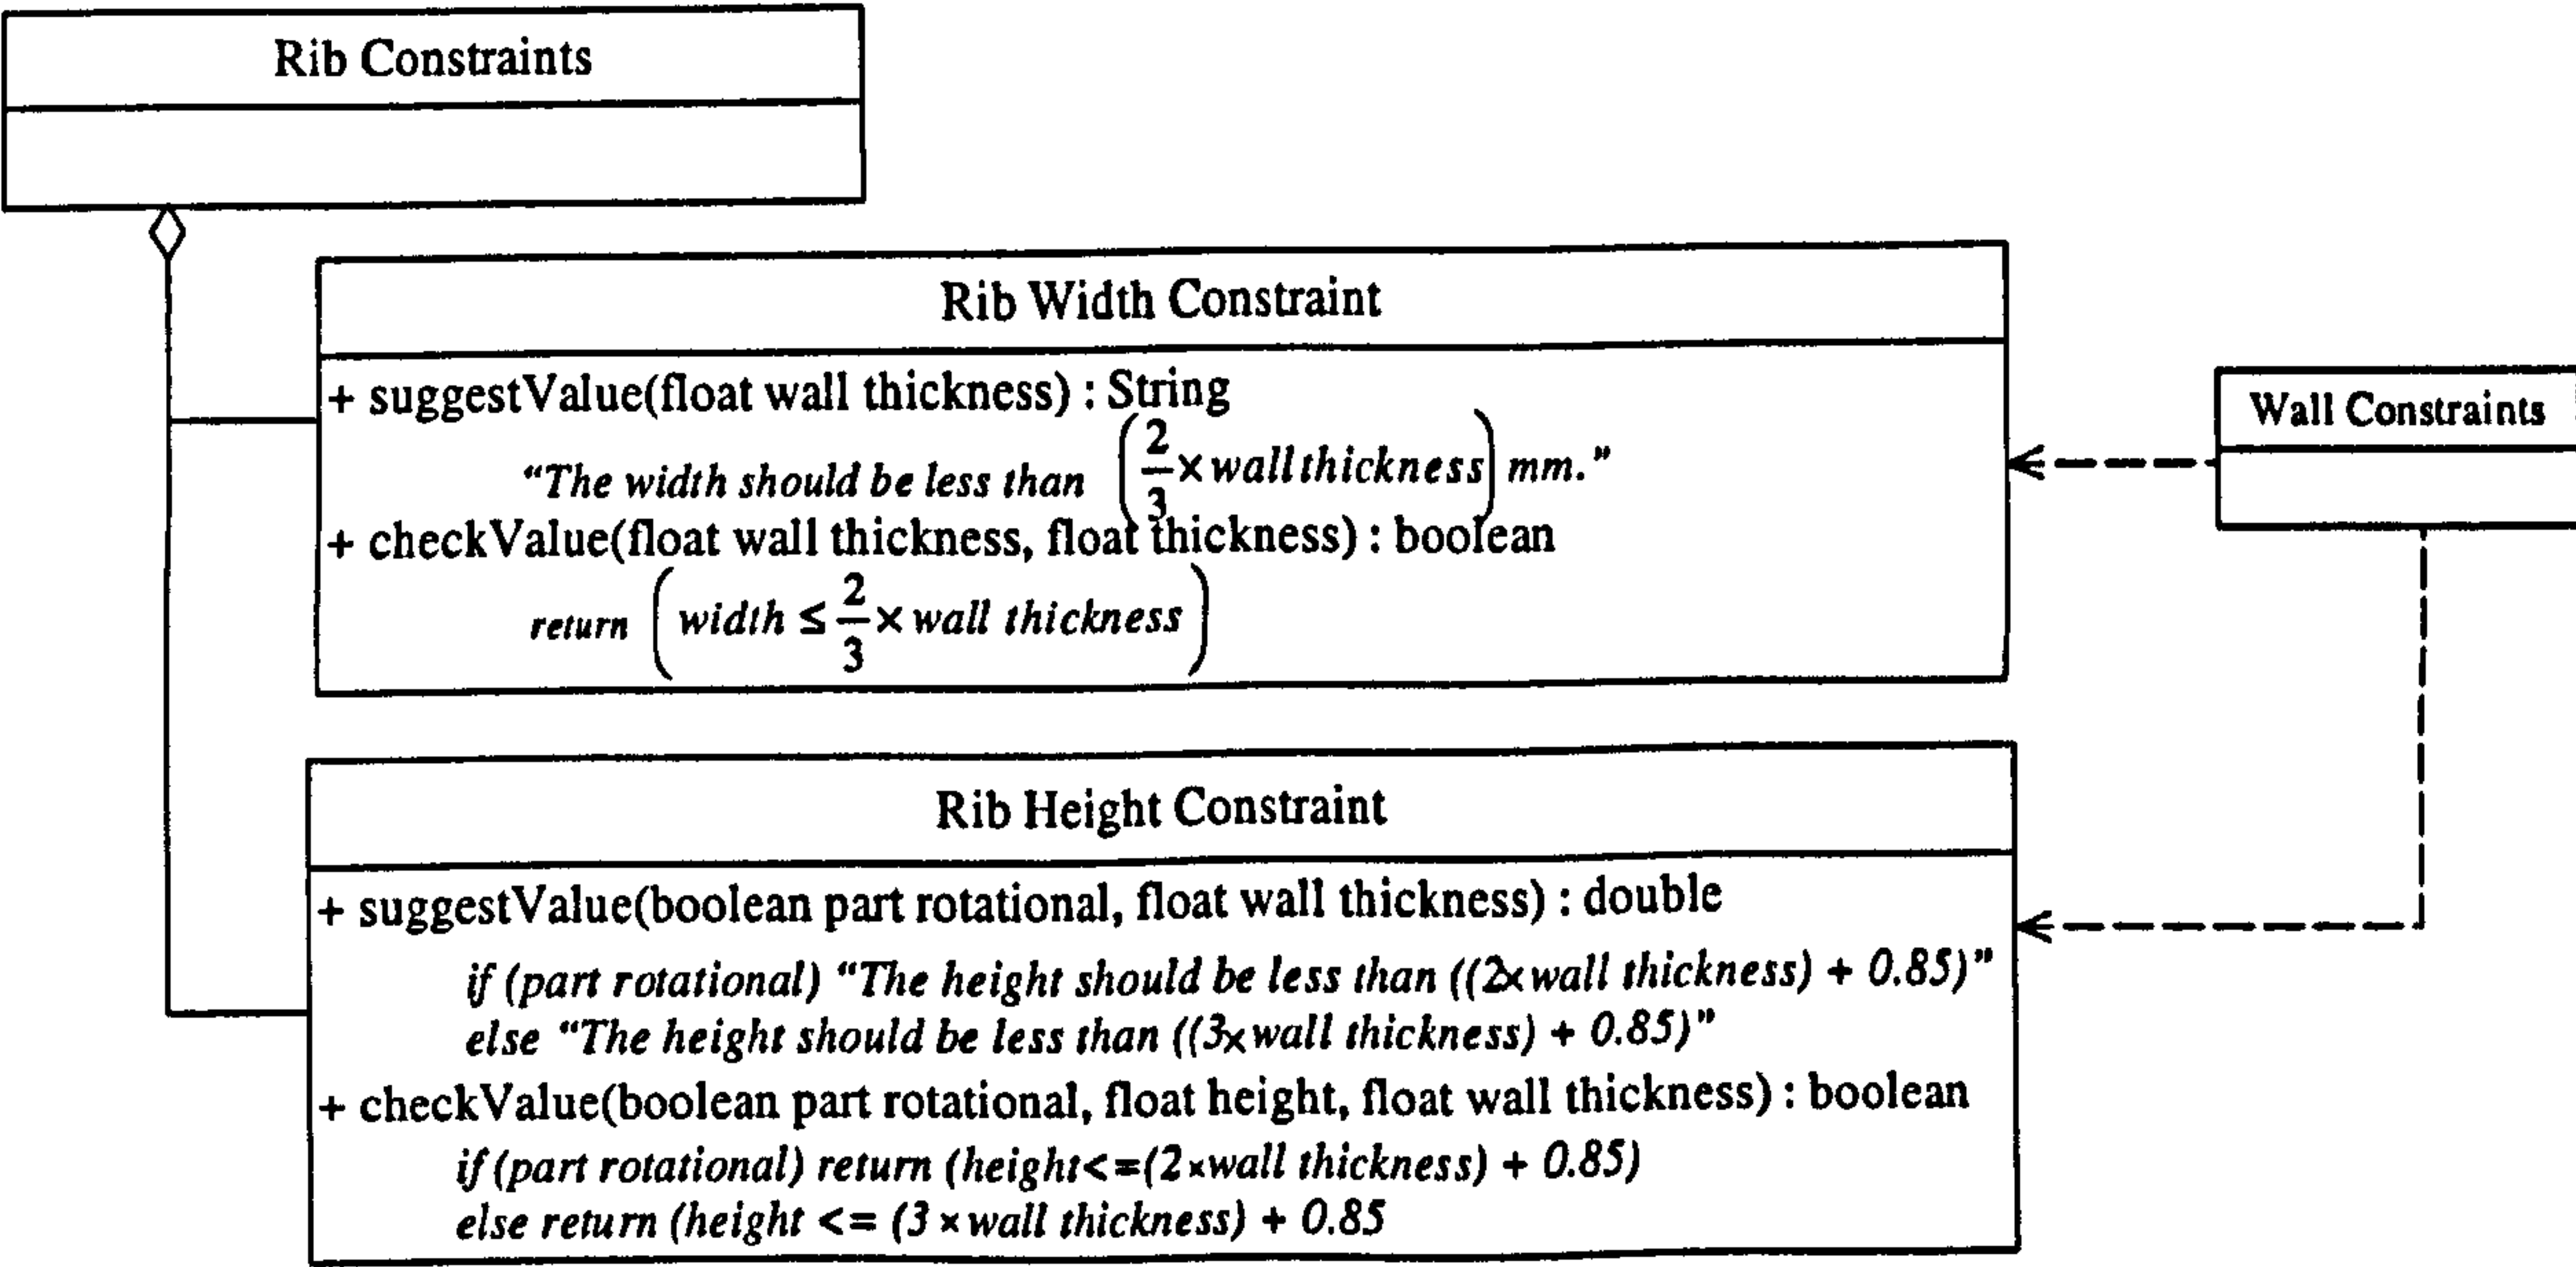 Rib Constraints
Rib Width Constraint
+ suggestValue(float wall thickness) : String
“The width should be less than (2/3 × wall thickness) mm.”
+ checkValue(float wall thickness, float thickness) : boolean
return (width ≤ 2/3 × wall thickness)
Wall Constraints
Rib Height Constraint
+ suggestValue(boolean part rotational, float wall thickness) : double
if (part rotational) “The height should be less than ((2×wall thickness) + 0.85)”
else “The height should be less than ((3×wall thickness) + 0.85)”
+ checkValue(boolean part rotational, float height, float wall thickness) : boolean
if (part rotational) return (height<=(2×wall thickness) + 0.85)
else return (height <= (3 × wall thickness) + 0.85